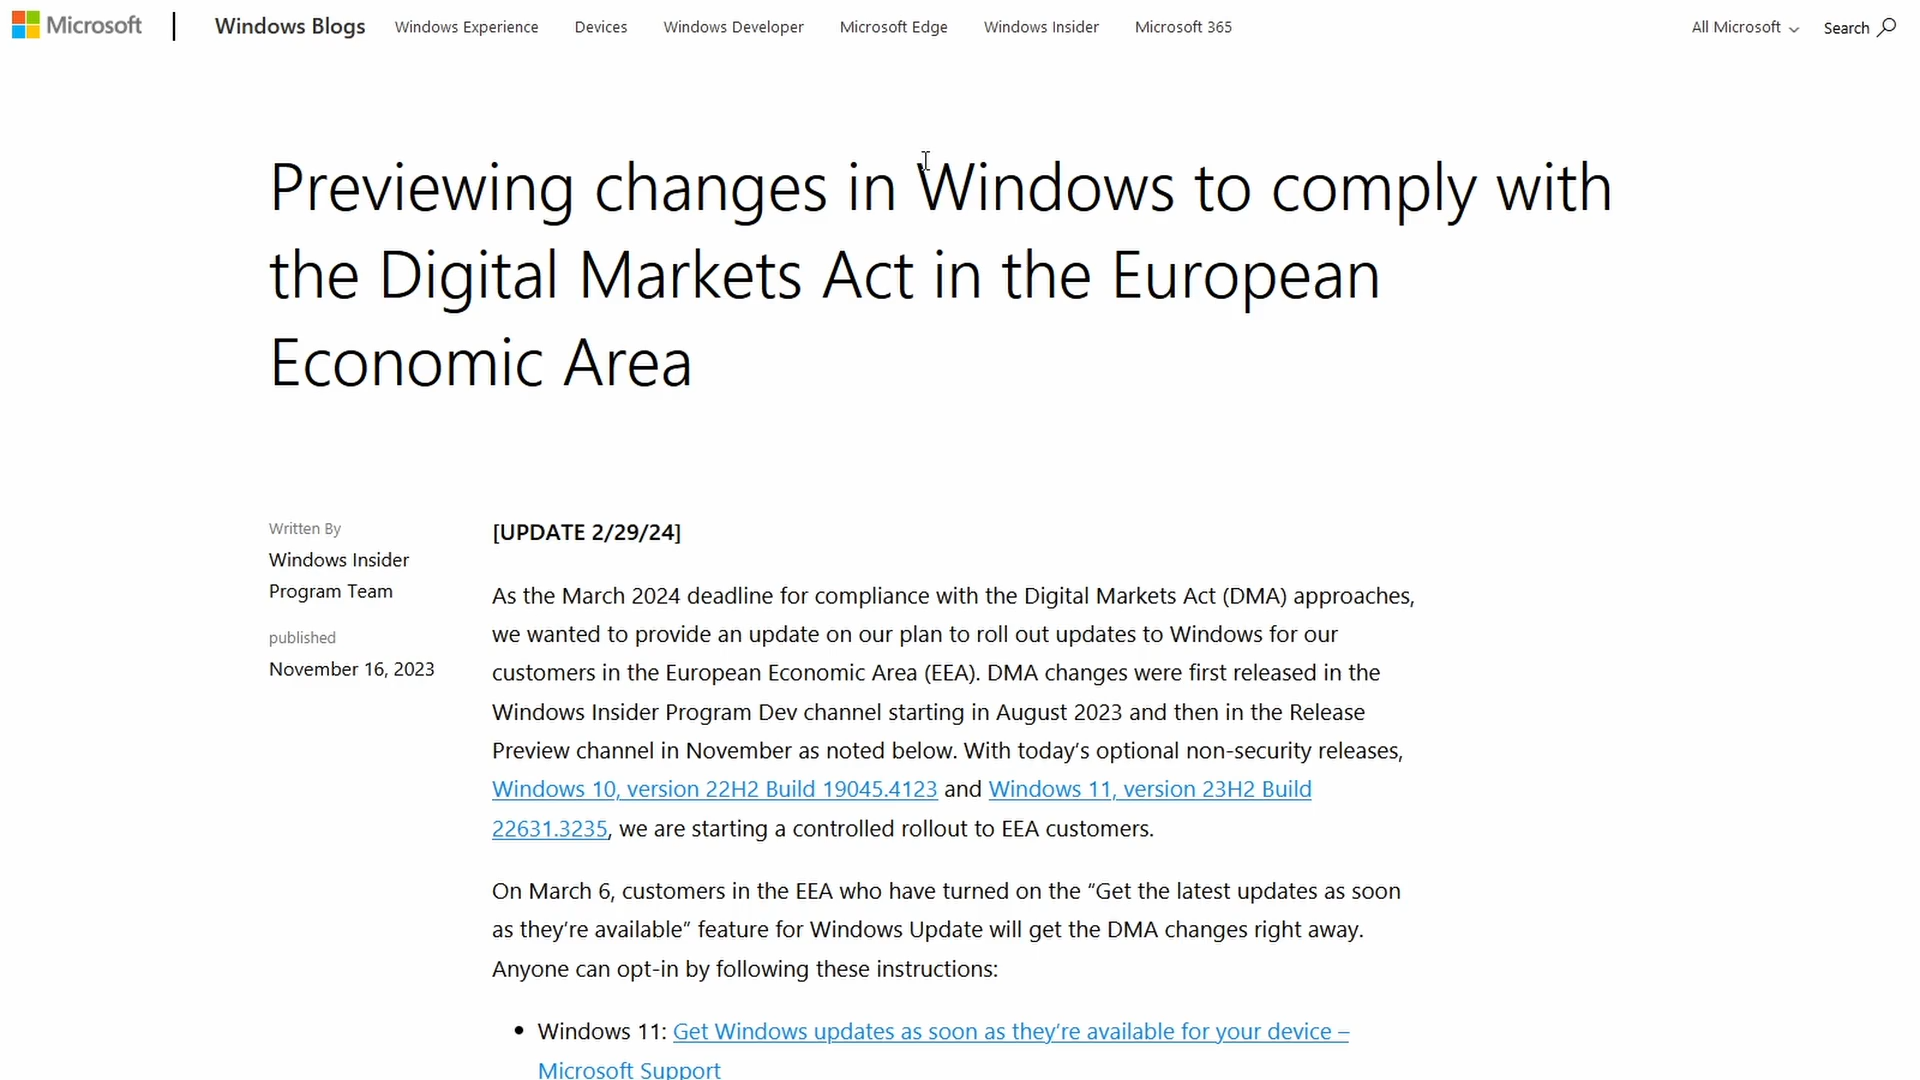 Microsoft
Windows Blogs
Windows Experience
Devices
Windows Developer
Microsoft Edge
Windows Insider
Microsoft 365
All Microsoft
Search
Previewing changes in Windows to comply with
the Digital Markets Act in the European
Economic Area
Written By
Windows Insider
Program Team
published
November 16, 2023
[UPDATE 2/29/24]
As the March 2024 deadline for compliance with the Digital Markets Act (DMA) approaches,
we wanted to provide an update on our plan to roll out updates to Windows for our
customers in the European Economic Area (EEA). DMA changes were first released in the
Windows Insider Program Dev channel starting in August 2023 and then in the Release
Preview channel in November as noted below. With today’s optional non-security releases,
Windows 10, version 22H2 Build 19045.4123 and Windows 11, version 23H2 Build
22631.3235, we are starting a controlled rollout to EEA customers.
On March 6, customers in the EEA who have turned on the “Get the latest updates as soon
as they’re available” feature for Windows Update will get the DMA changes right away.
Anyone can opt-in by following these instructions:
• Windows 11: Get Windows updates as soon as they’re available for your device –
Microsoft Support